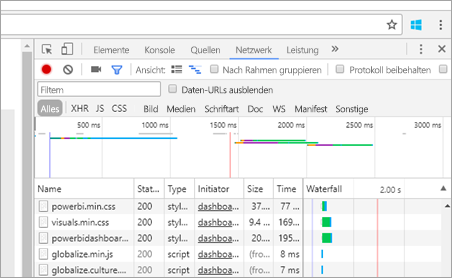 Elemente Konsole Quellen Netzwerk Leistung »
Ansicht: Nach Rahmen gruppieren Protokoll beibehalten
Filtern Daten-URLs ausblenden
Alles XHR JS CSS Bild Medien Schriftart Doc WS Manifest Sonstige
500 ms 1000 ms 1500 ms 2000 ms 2500 ms 3000 ms
Name Stat... Type Initiator Size Time Waterfall 2.00 s
powerbi.min.css 200 styl... dashboa... 37.... 77 ...
visuals.min.css 200 styl... dashboa... 9.4 ... 169...
powerbidashboar... 200 styl... dashboa... 20.... 195...
globalize.min.js 200 script dashboa... (fro... 8 ms
globalize.culture... 200 script dashboa... (fro... 7 ms